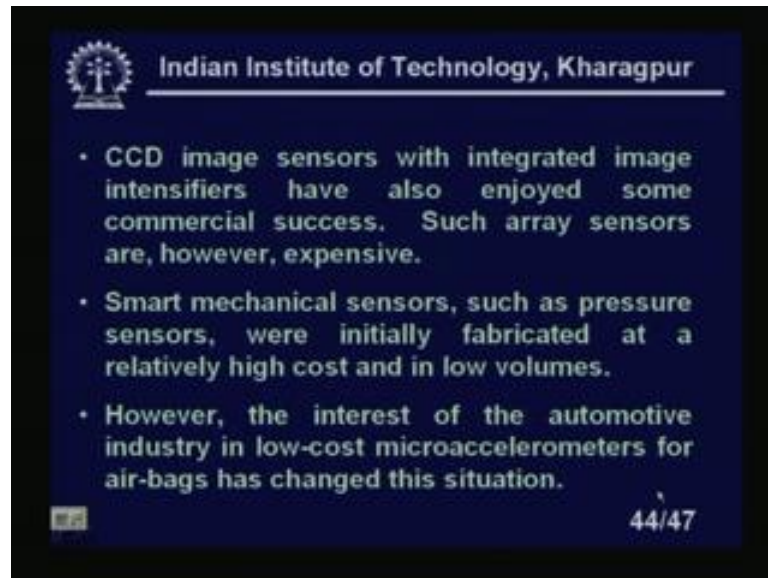 Indian Institute of Technology, Kharagpur
• CCD image sensors with integrated image
intensifiers have also enjoyed some
commercial success. Such array sensors
are, however, expensive.
• Smart mechanical sensors, such as pressure
sensors, were initially fabricated at a
relatively high cost and in low volumes.
• However, the interest of the automotive
industry in low-cost microaccelerometers for
air-bags has changed this situation.
44/47